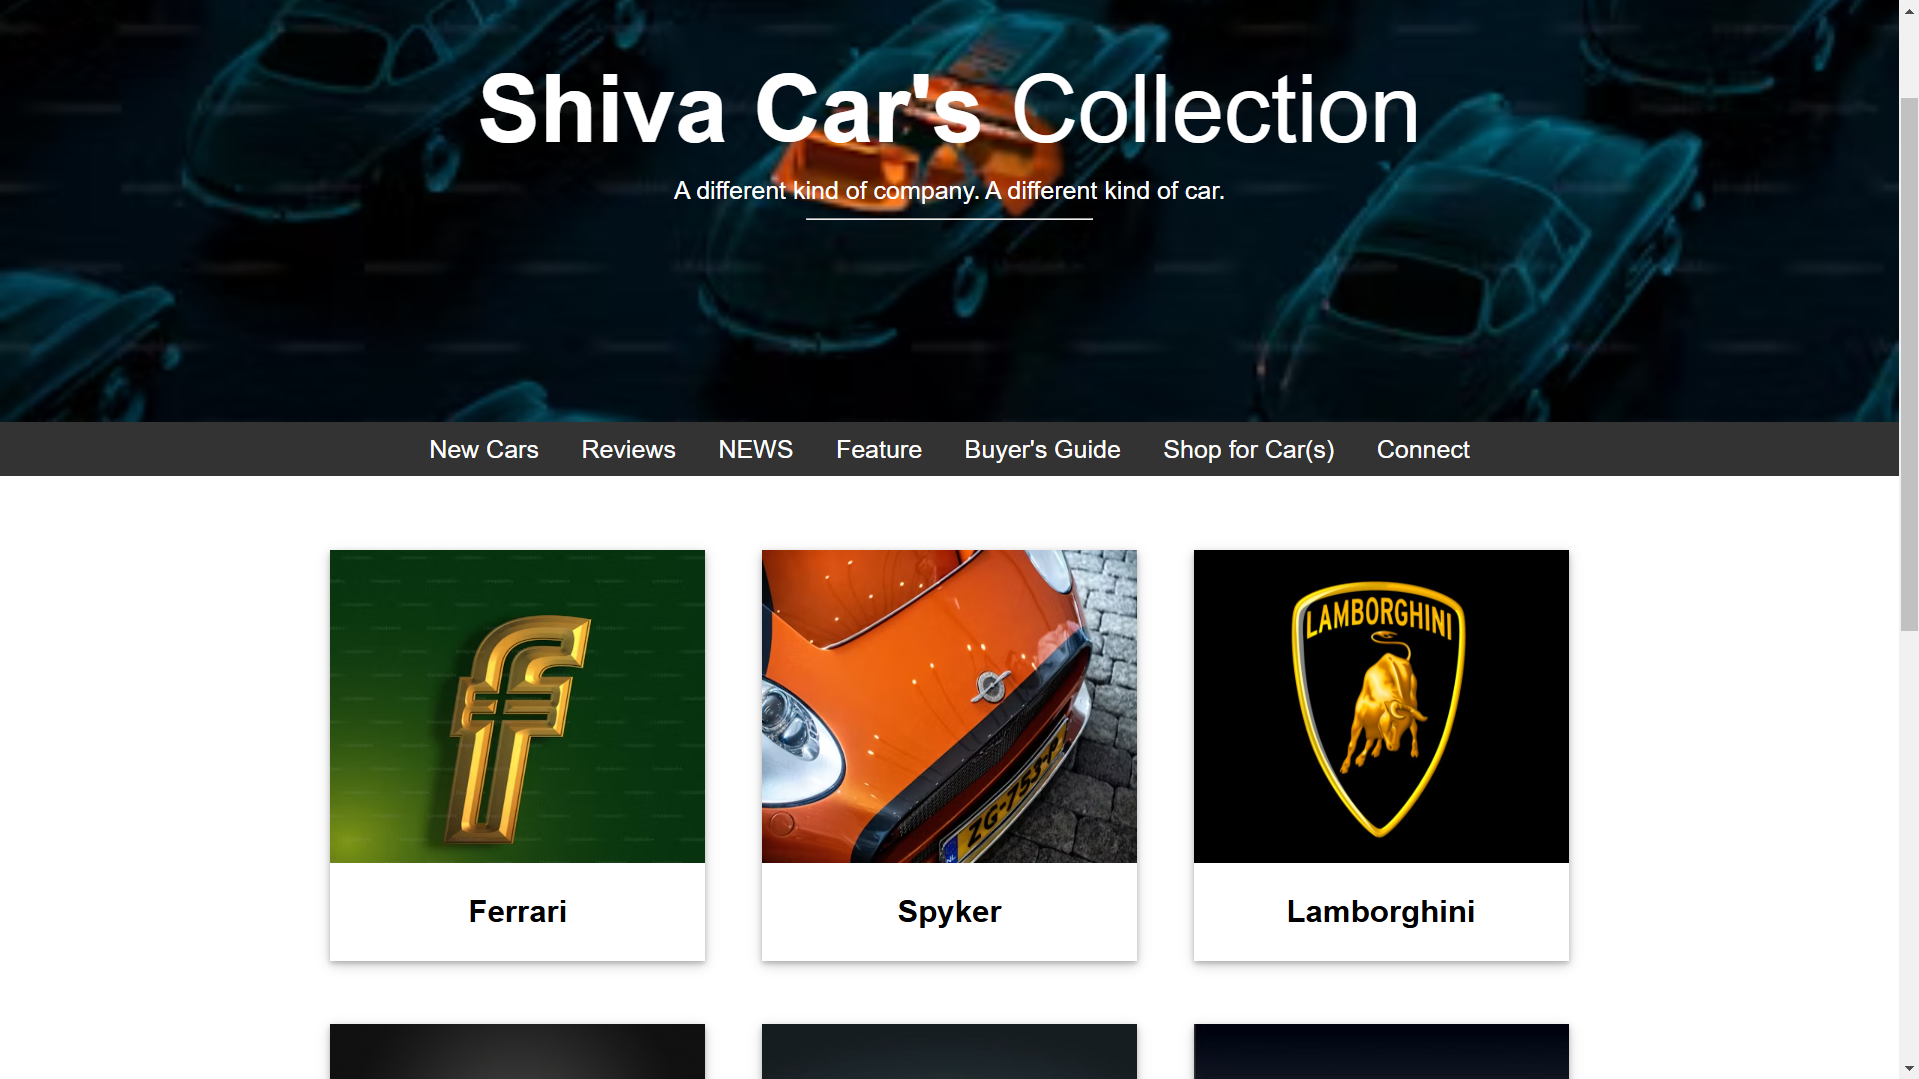 Shiva Car's Collection
A different kind of company. A different kind of car.
New Cars Reviews NEWS Feature Buyer's Guide Shop for Car(s) Connect
f
ZG-753-P
NL
LAMBORGHINI
Ferrari Spyker Lamborghini